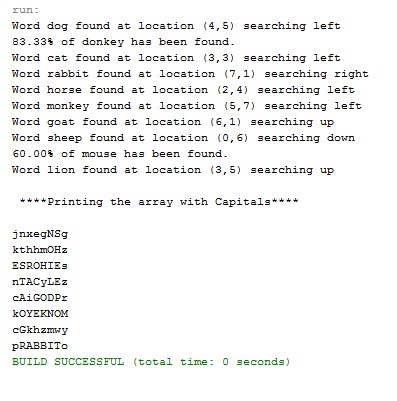 run:
Word dog found at location (4,5) searching left
83.33% of donkey has been found.
Word cat found at location (3,3) searching left
Word rabbit found at location (7,1) searching right
Word horse found at location (2,4) searching left
Word monkey found at location (5,7) searching left
Word goat found at location (6,1) searching up
Word sheep found at location (0,6) searching down
60.00% of mouse has been found.
Word lion found at location (3,5) searching up
****Printing the array with Capitals****
jnxegNSg
kthhmOHz
ESROHIEs
nTACyLEz
cAiGODPr
kOYEKNOM
cGkhzmwy
pRABBITo
BUILD SUCCESSFUL (total time: 0 seconds)